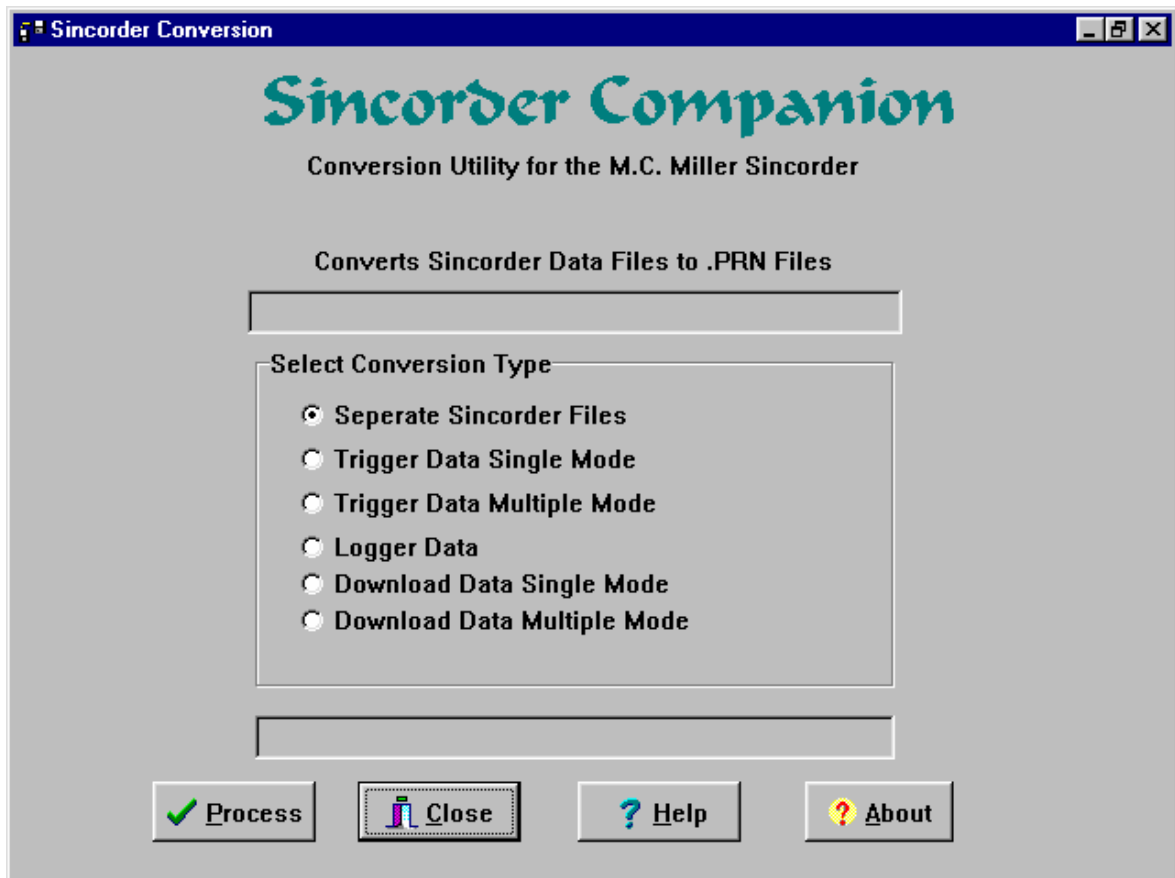 Sincorder Conversion
Sincorder Companion
Conversion Utility for the M.C. Miller Sincorder
Converts Sincorder Data Files to .PRN Files
Select Conversion Type
Seperate Sincorder Files
Trigger Data Single Mode
Trigger Data Multiple Mode
Logger Data
Download Data Single Mode
Download Data Multiple Mode
Process Close Help About